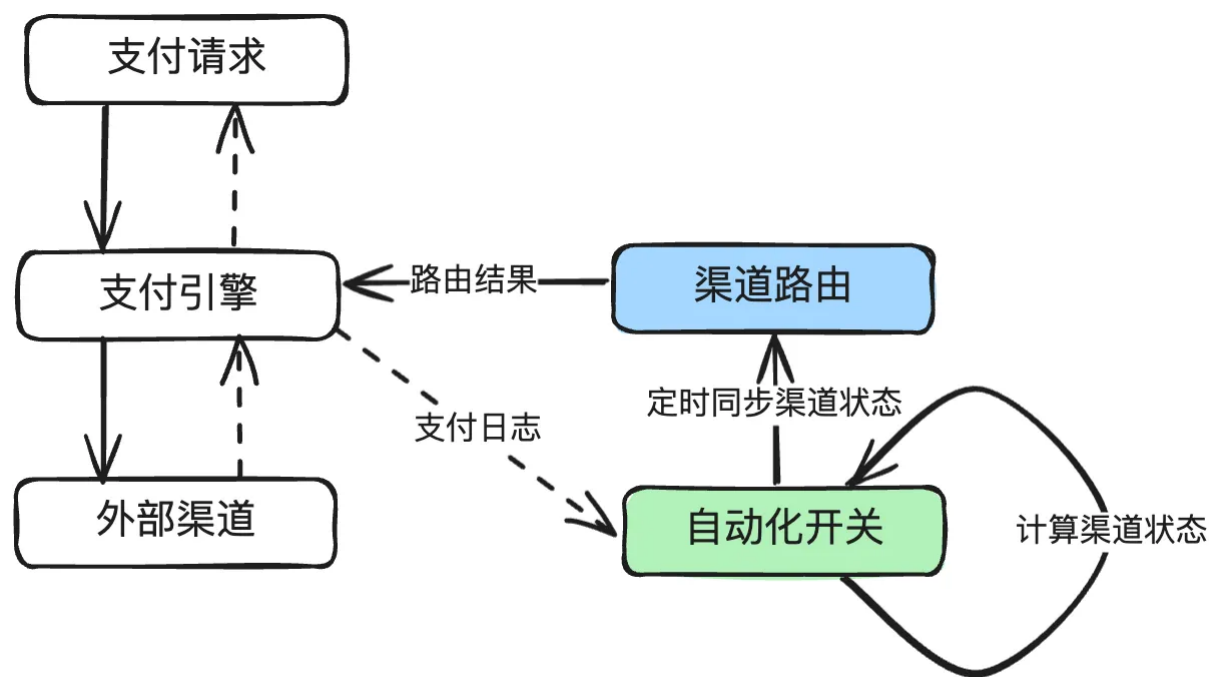 支付请求
支付引擎
路由结果
渠道路由
定时同步渠道状态
支付日志
外部渠道
自动化开关
计算渠道状态